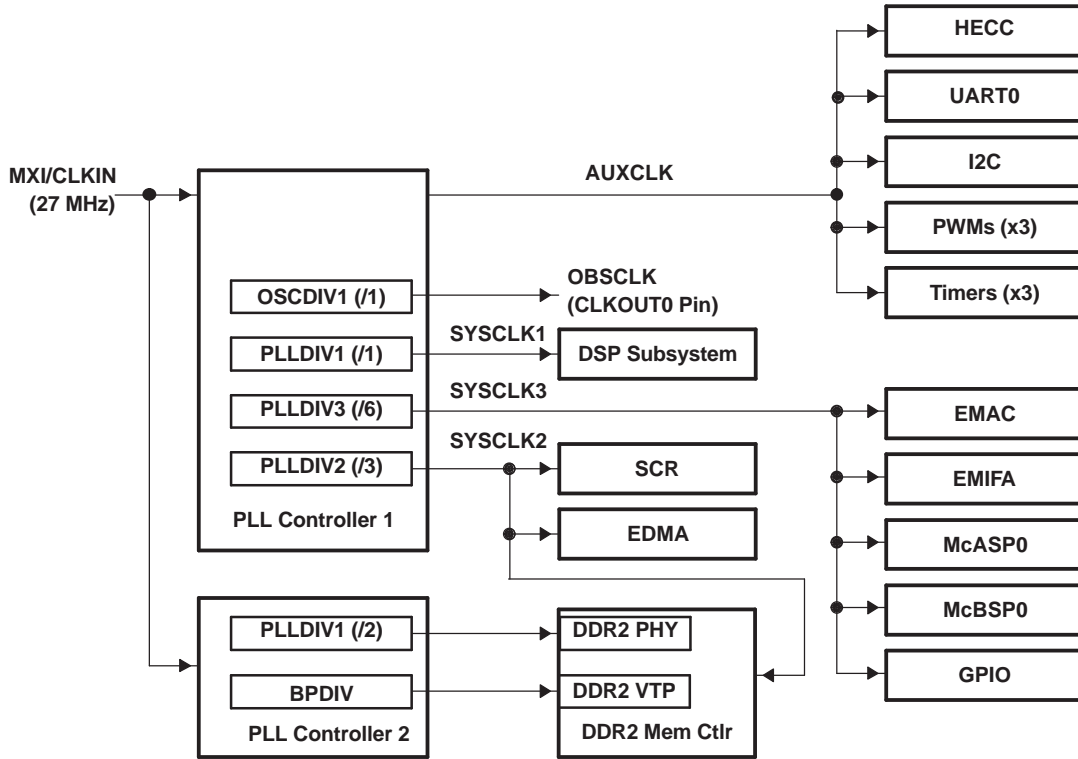 HECC
UART0
I2C
PWMs (x3)
Timers (x3)
MXI/CLKIN
(27 MHz)
AUXCLK
OSCDIV1 (/1)
OBSCLK
(CLKOUT0 Pin)
PLLDIV1 (/1)
SYSCLK1
DSP Subsystem
PLLDIV3 (/6)
SYSCLK3
EMAC
PLLDIV2 (/3)
SYSCLK2
SCR
EMIFA
PLL Controller 1
EDMA
McASP0
McBSP0
PLLDIV1 (/2)
DDR2 PHY
GPIO
BPDIV
DDR2 VTP
PLL Controller 2
DDR2 Mem Ctlr